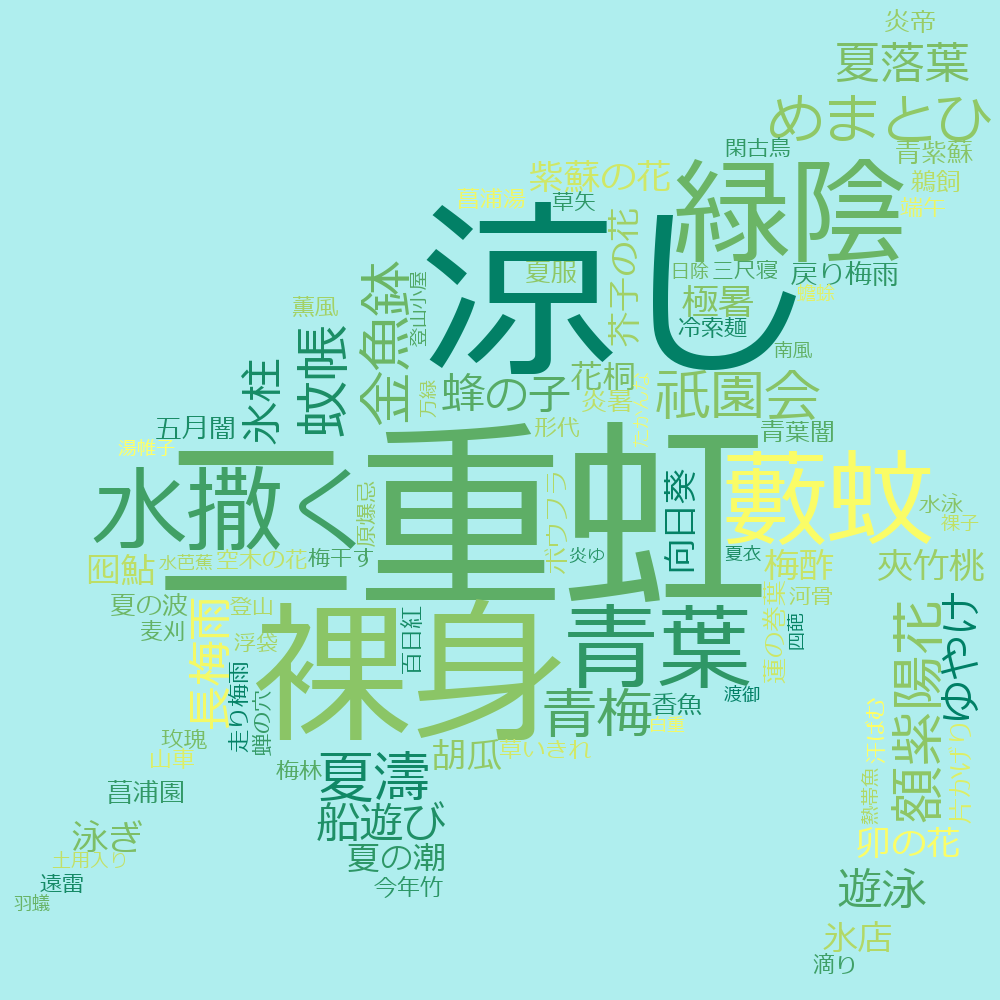 炎帝
夏落葉
めまとひ
閑古鳥
青紫蘇
緑陰
紫蘇の花
鵜飼
菖蒲湯
草矢
端午
涼し
芥子の花
夏服
日除
三尺寝
戻り梅雨
金魚鉢
登山小屋
極暑
薫風
冷索麺
蚊帳
南風
氷柱
花桐
祇園会
蜂の子
万緑
炎暑
五月闇
形代
青葉闇
湯帷子
二重虹
水撒く
藪蚊
向日葵
原爆忌
ボウフラ
水泳
裸子
囮鮎
水芭蕉
空木の花
梅干す
炎ゆ
夏衣
梅酢
夾竹桃
夏の波
登山
蓮の巻葉
河骨
麦刈
長梅雨
浮袋
裸身
百日紅
青葉
四葩
額紫陽花
ゆやけ
走り梅雨
蝉の穴
青梅
香魚
渡御
玫瑰
胡瓜
草いきれ
汗ばむ
梅林
夏濤
菖蒲園
熱帯魚
船遊び
泳ぎ
卯の花
土用入り
夏の潮
遠雷
今年竹
遊泳
羽蟻
氷店
滴り